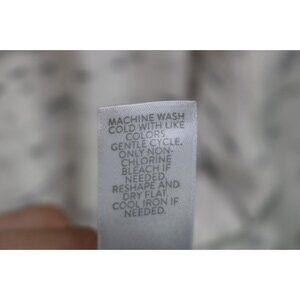 MACHINE WASH
COLD WITH LIKE
COLORS.
GENTLE CYCLE.
ONLY NON-
CHLORINE
BLEACH IF
NEEDED.
RESHAPE AND
DRY FLAT.
COOL IRON IF
NEEDED.